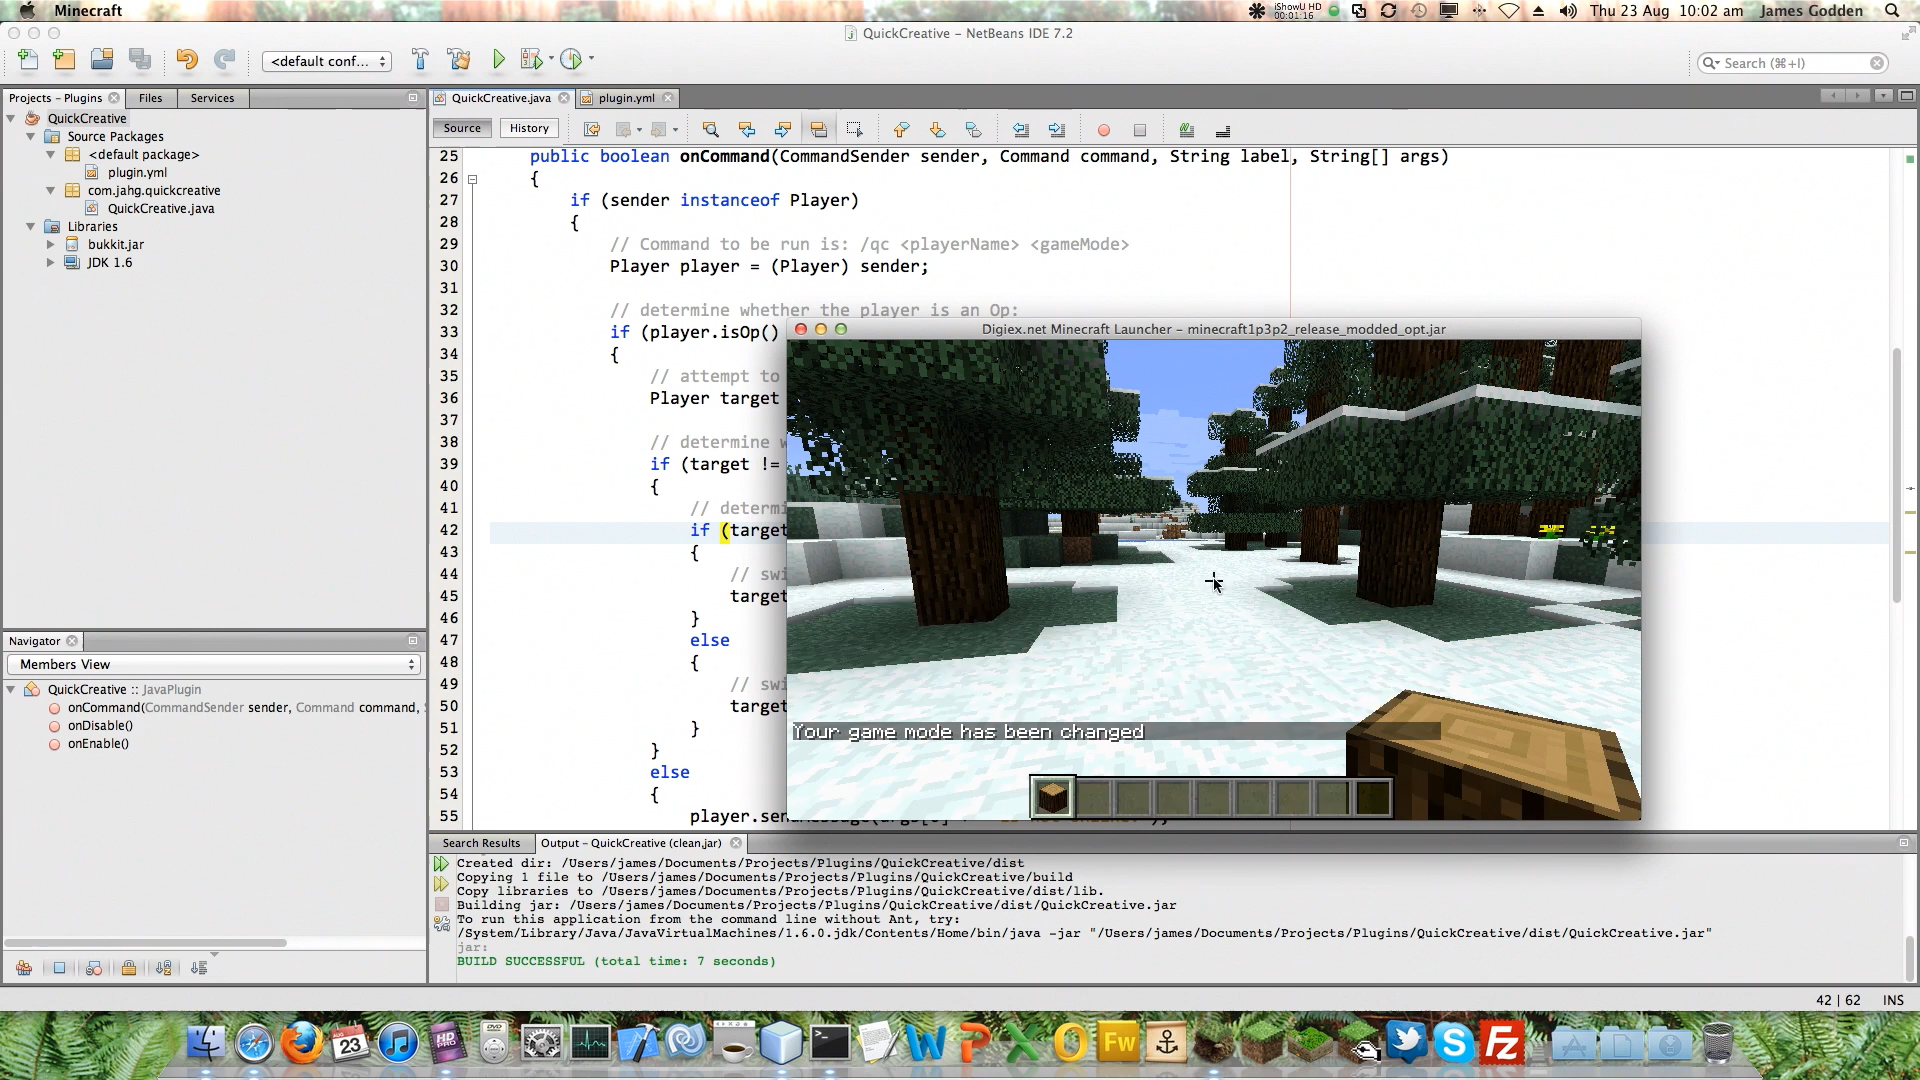 Minecraft
iShowU HD
00:01:16
Thu 23 Aug 10:02 am James Godden
QuickCreative – NetBeans IDE 7.2
<default conf...
Search (⌘+I)
Projects – Plugins
Files
Services
QuickCreative.java
plugin.yml
QuickCreative
Source Packages
<default package>
plugin.yml
com.jahg.quickcreative
QuickCreative.java
Libraries
bukkit.jar
JDK 1.6
Source
History
25 public boolean onCommand(CommandSender sender, Command command, String label, String[] args)
26 {
27 if (sender instanceof Player)
28 {
29 // Command to be run is: /qc <playerName> <gameMode>
30 Player player = (Player) sender;
31
32 // determine whether the player is an Op:
33 if (player.isOp()
34 {
35 // attempt to
36 Player target
37
38 // determine w
39 if (target !=
40 {
41 // determi
42 if (target
43 {
44 // swi
45 target
46 }
47 else
48 {
49 // swi
50 target
51 }
52 }
53 else
54 {
55 player.sen
Digiex.net Minecraft Launcher – minecraft1p3p2_release_modded_opt.jar
Your game mode has been changed
Navigator
Members View
QuickCreative :: JavaPlugin
onCommand(CommandSender sender, Command command,
onDisable()
onEnable()
Search Results
Output – QuickCreative (clean,jar)
Created dir: /Users/james/Documents/Projects/Plugins/QuickCreative/dist
Copying 1 file to /Users/james/Documents/Projects/Plugins/QuickCreative/build
Copy libraries to /Users/james/Documents/Projects/Plugins/QuickCreative/dist/lib.
Building jar: /Users/james/Documents/Projects/Plugins/QuickCreative/dist/QuickCreative.jar
To run this application from the command line without Ant, try:
/System/Library/Java/JavaVirtualMachines/1.6.0.jdk/Contents/Home/bin/java -jar "/Users/james/Documents/Projects/Plugins/QuickCreative/dist/QuickCreative.jar"
jar:
BUILD SUCCESSFUL (total time: 7 seconds)
42 | 62 INS
23
HD
PRO
DVD
W
P
X
O
Fw
S
Fz